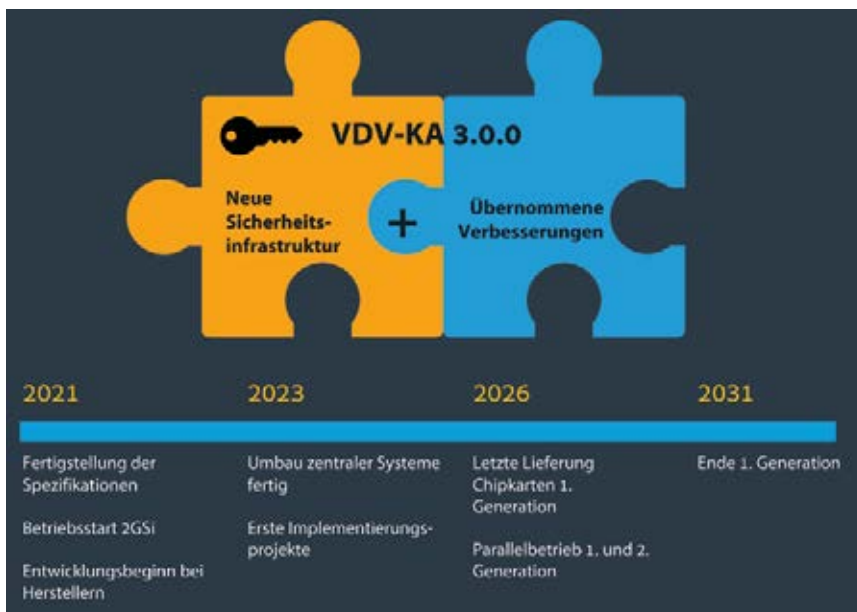 VDV-KA 3.0.0
Neue
Sicherheits-
infrastruktur
+
Übernommene
Verbesserungen
2021
Fertigstellung der
Spezifikationen
Betriebsstart 2GSi
Entwicklungsbeginn bei
Herstellern
2023
Umbau zentraler Systeme
fertig
Erste Implementierungs-
projekte
2026
Letzte Lieferung
Chipkarten 1.
Generation
Parallelbetrieb 1. und 2.
Generation
2031
Ende 1. Generation